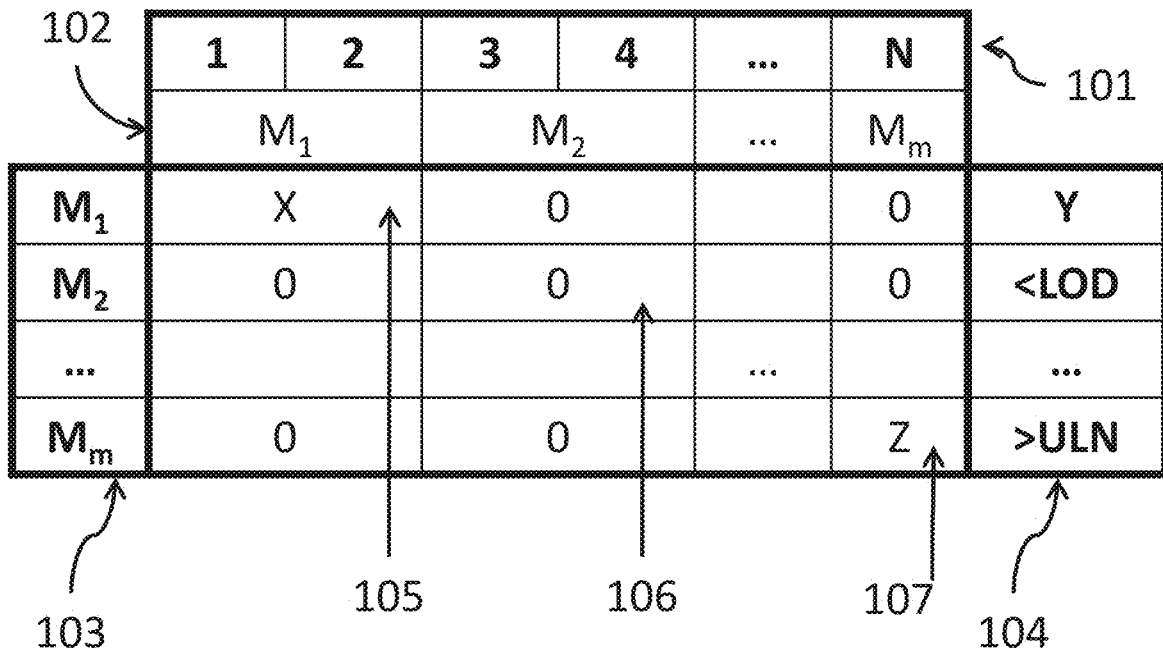 102
1 2 3 4 ... N
101
M1 M2 ... Mm
M1 X 0 0 Y
M2 0 0 0 <LOD
... ... ...
Mm 0 0 Z >ULN
105 106 107
103 104